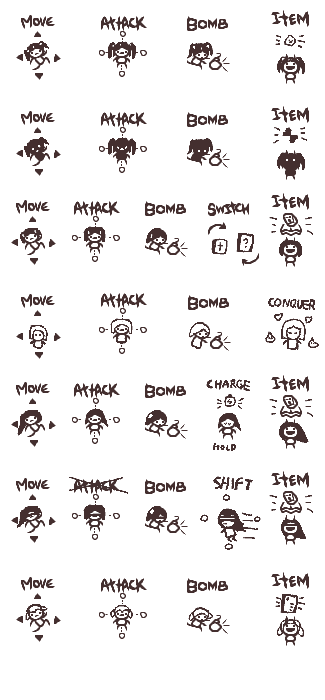 MOVE ATTACK BOMB ITEM
MOVE ATTACK BOMB ITEM
MOVE ATTACK BOMB SWITCH ITEM
?
MOVE ATTACK BOMB CONQUER
MOVE ATTACK BOMB CHARGE ITEM
HOLD
MOVE ATTACK BOMB SHIFT ITEM
MOVE ATTACK BOMB ITEM